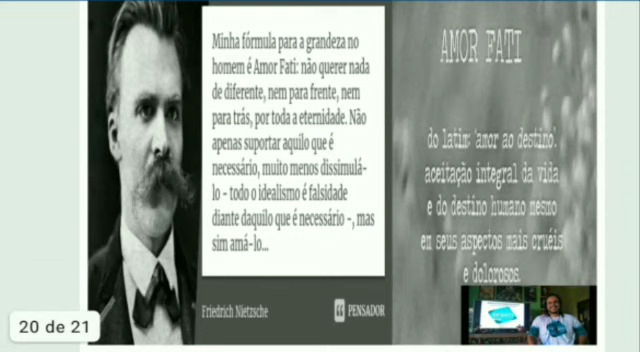 Minha fórmula para a grandeza no
homem é Amor Fati: não querer nada
de diferente, nem para frente, nem
para trás, por toda a eternidade. Não
apenas suportar aquilo que é
necessário, muito menos dissimulá-
lo - todo o idealismo é falsidade
diante daquilo que é necessário -, mas
sim amá-lo...
Friedrich Nietzsche
PENSADOR
AMOR FATI
do latim: 'amor ao destino'.
aceitação integral da vida
e do destino humano mesmo
em seus aspectos mais cruéis
e dolorosos.
20 de 21